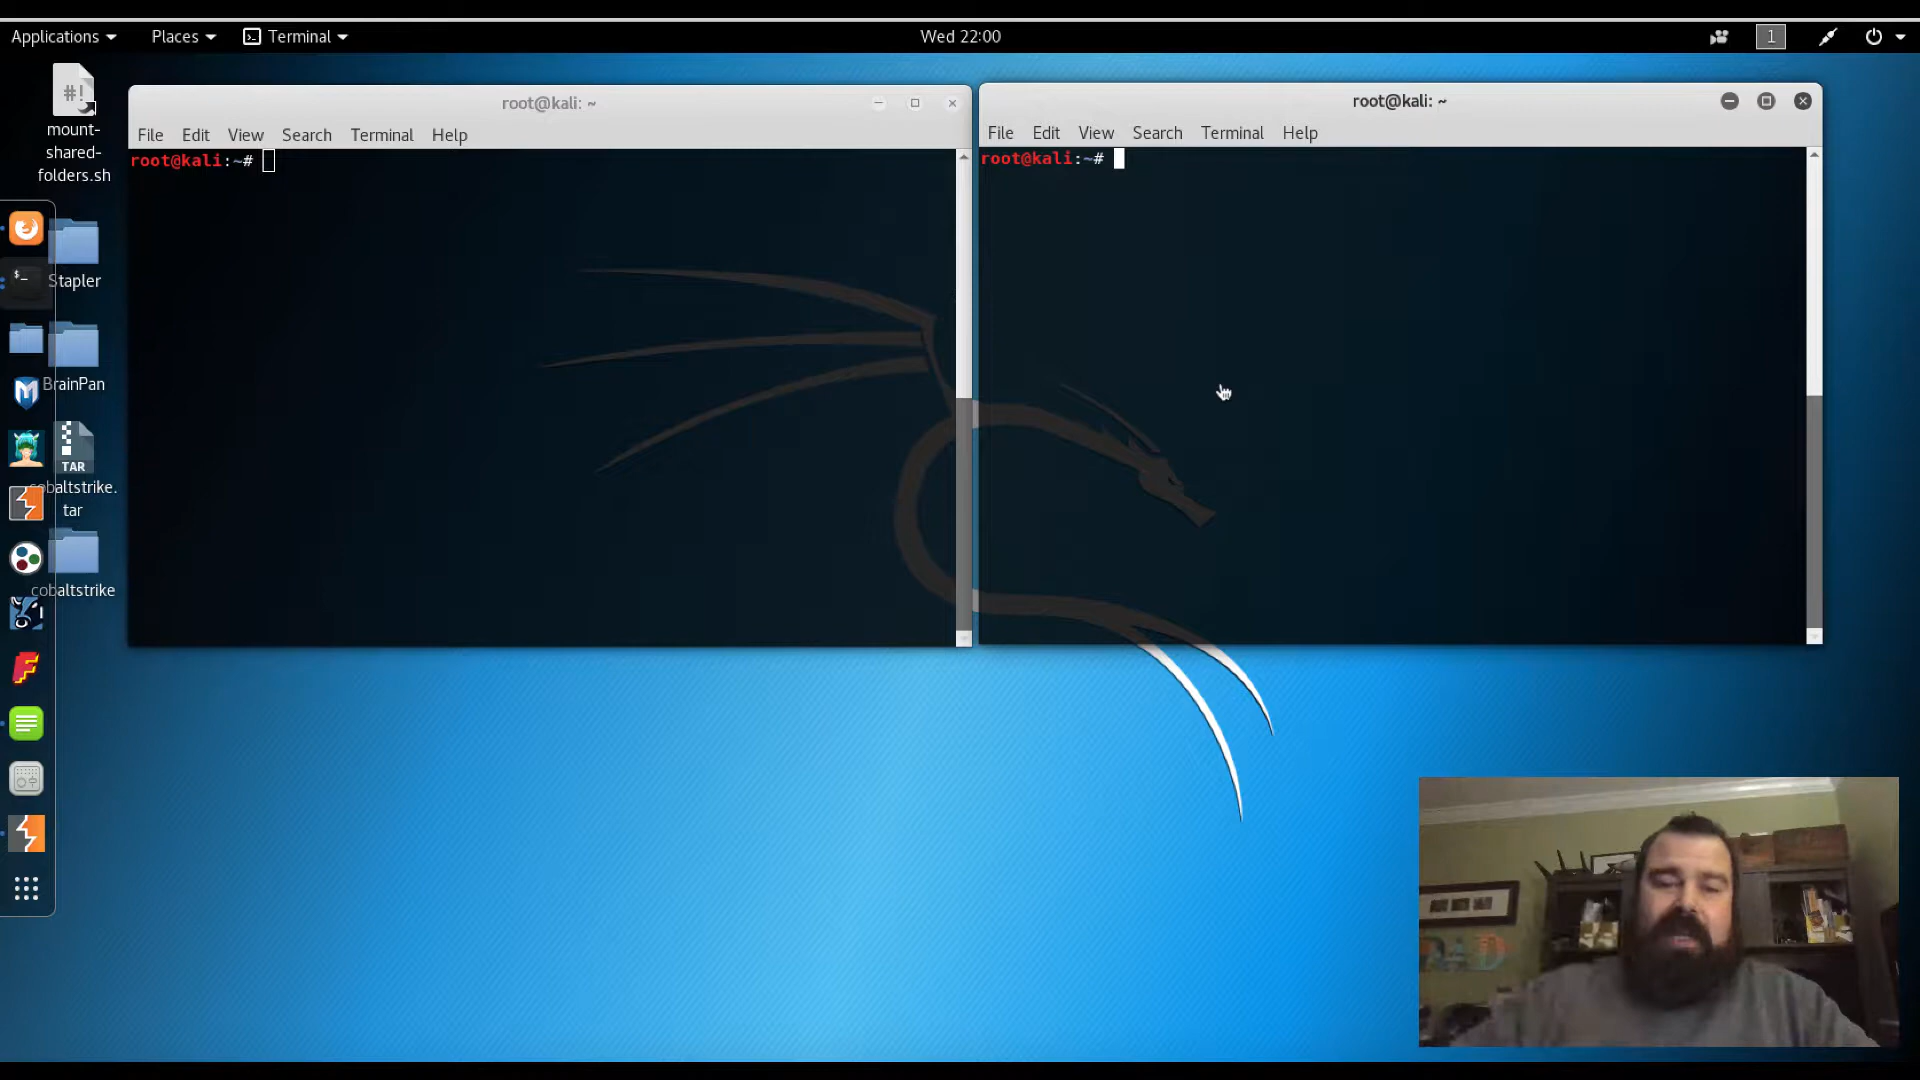 Applications
Places
Terminal
Wed 22:00
1
#!
mount-
shared-
folders.sh
Stapler
BrainPan
TAR
cobaltstrike.
tar
cobaltstrike
$_
root@kali: ~
File Edit View Search Terminal Help
root@kali:~#
root@kali: ~
File Edit View Search Terminal Help
root@kali:~#
DAD